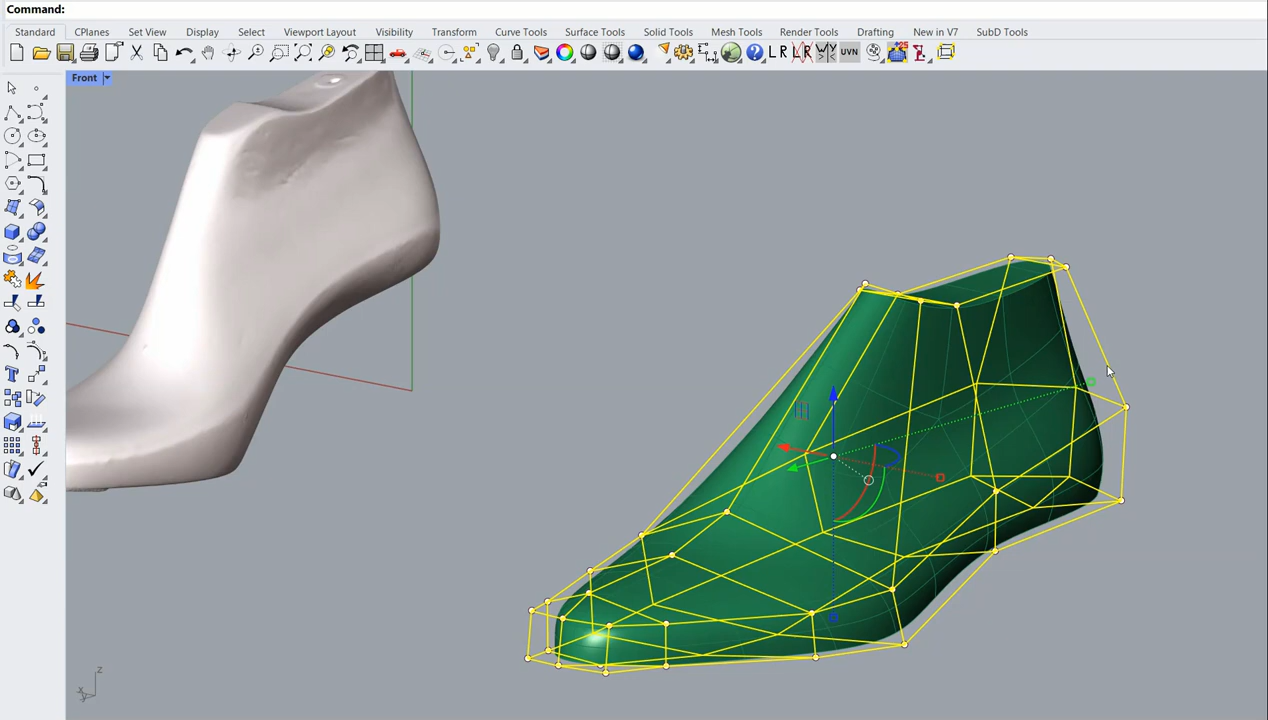 Command:
Standard CPlanes Set View Display Select Viewport Layout Visibility Transform Curve Tools Surface Tools Solid Tools Mesh Tools Render Tools Drafting New in V7 SubD Tools
L R L R UVN
Front
T
z